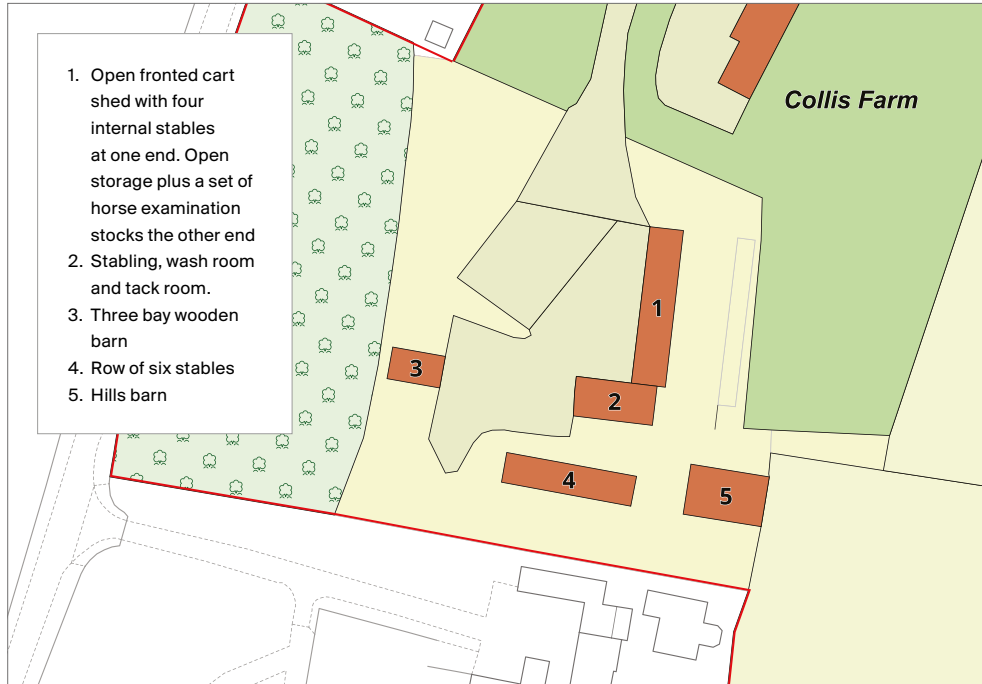 1. Open fronted cart
shed with four
internal stables
at one end. Open
storage plus a set of
horse examination
stocks the other end
2. Stabling, wash room
and tack room.
3. Three bay wooden
barn
4. Row of six stables
5. Hills barn
Collis Farm
1
3
2
4
5